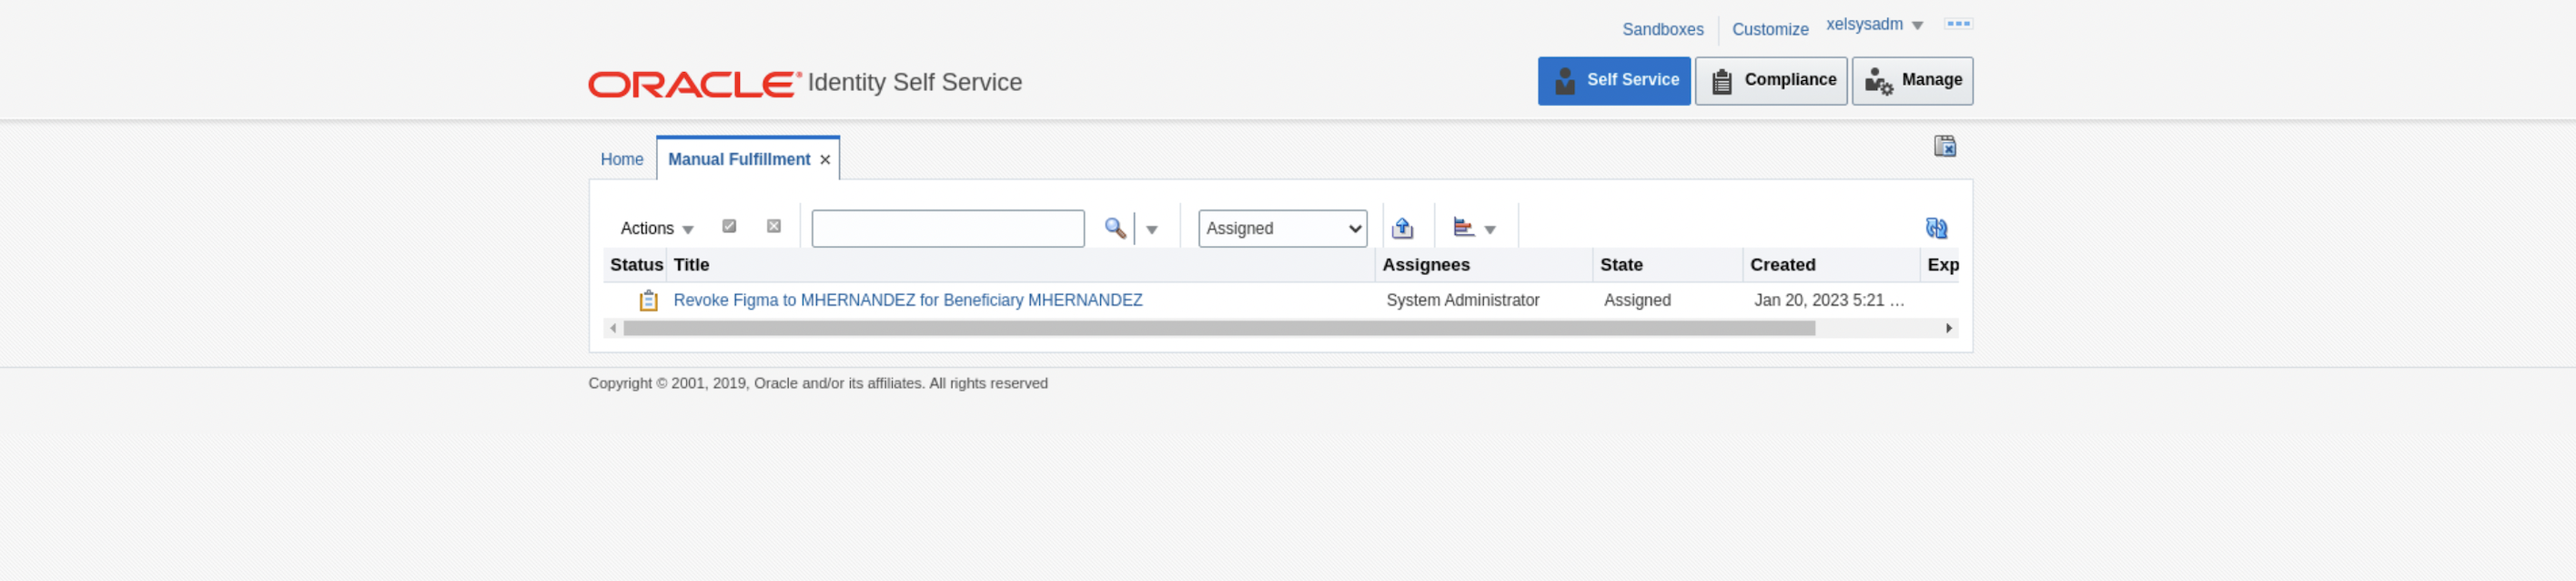 Sandboxes Customize xelsysadm
ORACLE® Identity Self Service
Self Service Compliance Manage
Home Manual Fulfillment
Actions Assigned
Status Title Assignees State Created Exp
Revoke Figma to MHERNANDEZ for Beneficiary MHERNANDEZ System Administrator Assigned Jan 20, 2023 5:21 ...
Copyright © 2001, 2019, Oracle and/or its affiliates. All rights reserved